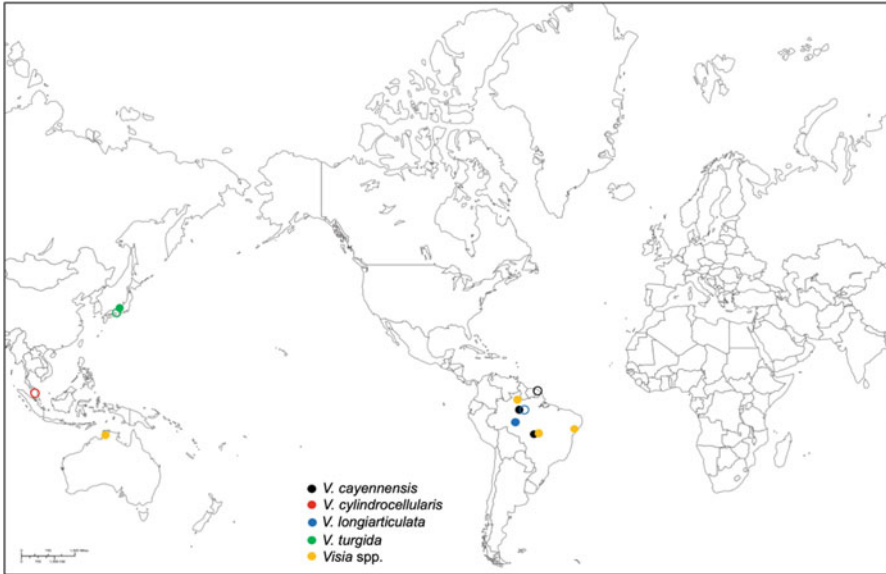 V. cayennensis
V. cylindrocellularis
V. longiarticulata
V. turgida
Visia spp.